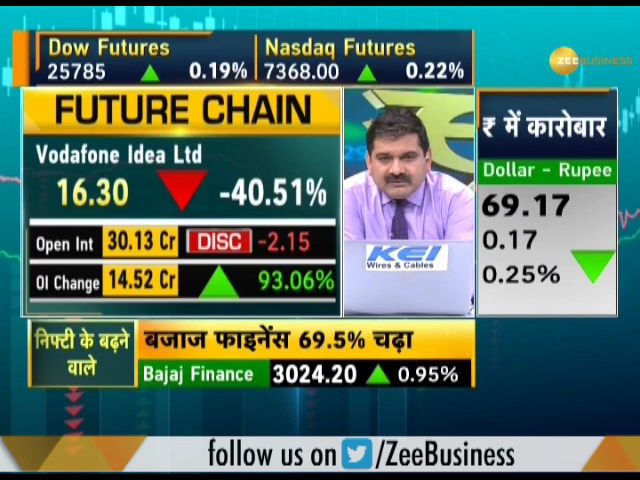 Dow Futures
25785 0.19%
Nasdaq Futures
7368.00 0.22%
ZEE BUSINESS
FUTURE CHAIN
Vodafone Idea Ltd
16.30 -40.51%
Open Int 30.13 Cr DISC -2.15
OI Change 14.52 Cr 93.06%
KEI
Wires & Cables
₹ में कारोबार
Dollar - Rupee
69.17
0.17
0.25%
निफ्टी के बढ़ने
वाले
बजाज फाइनेंस 69.5% चढ़ा
Bajaj Finance 3024.20 0.95%
follow us on /ZeeBusiness